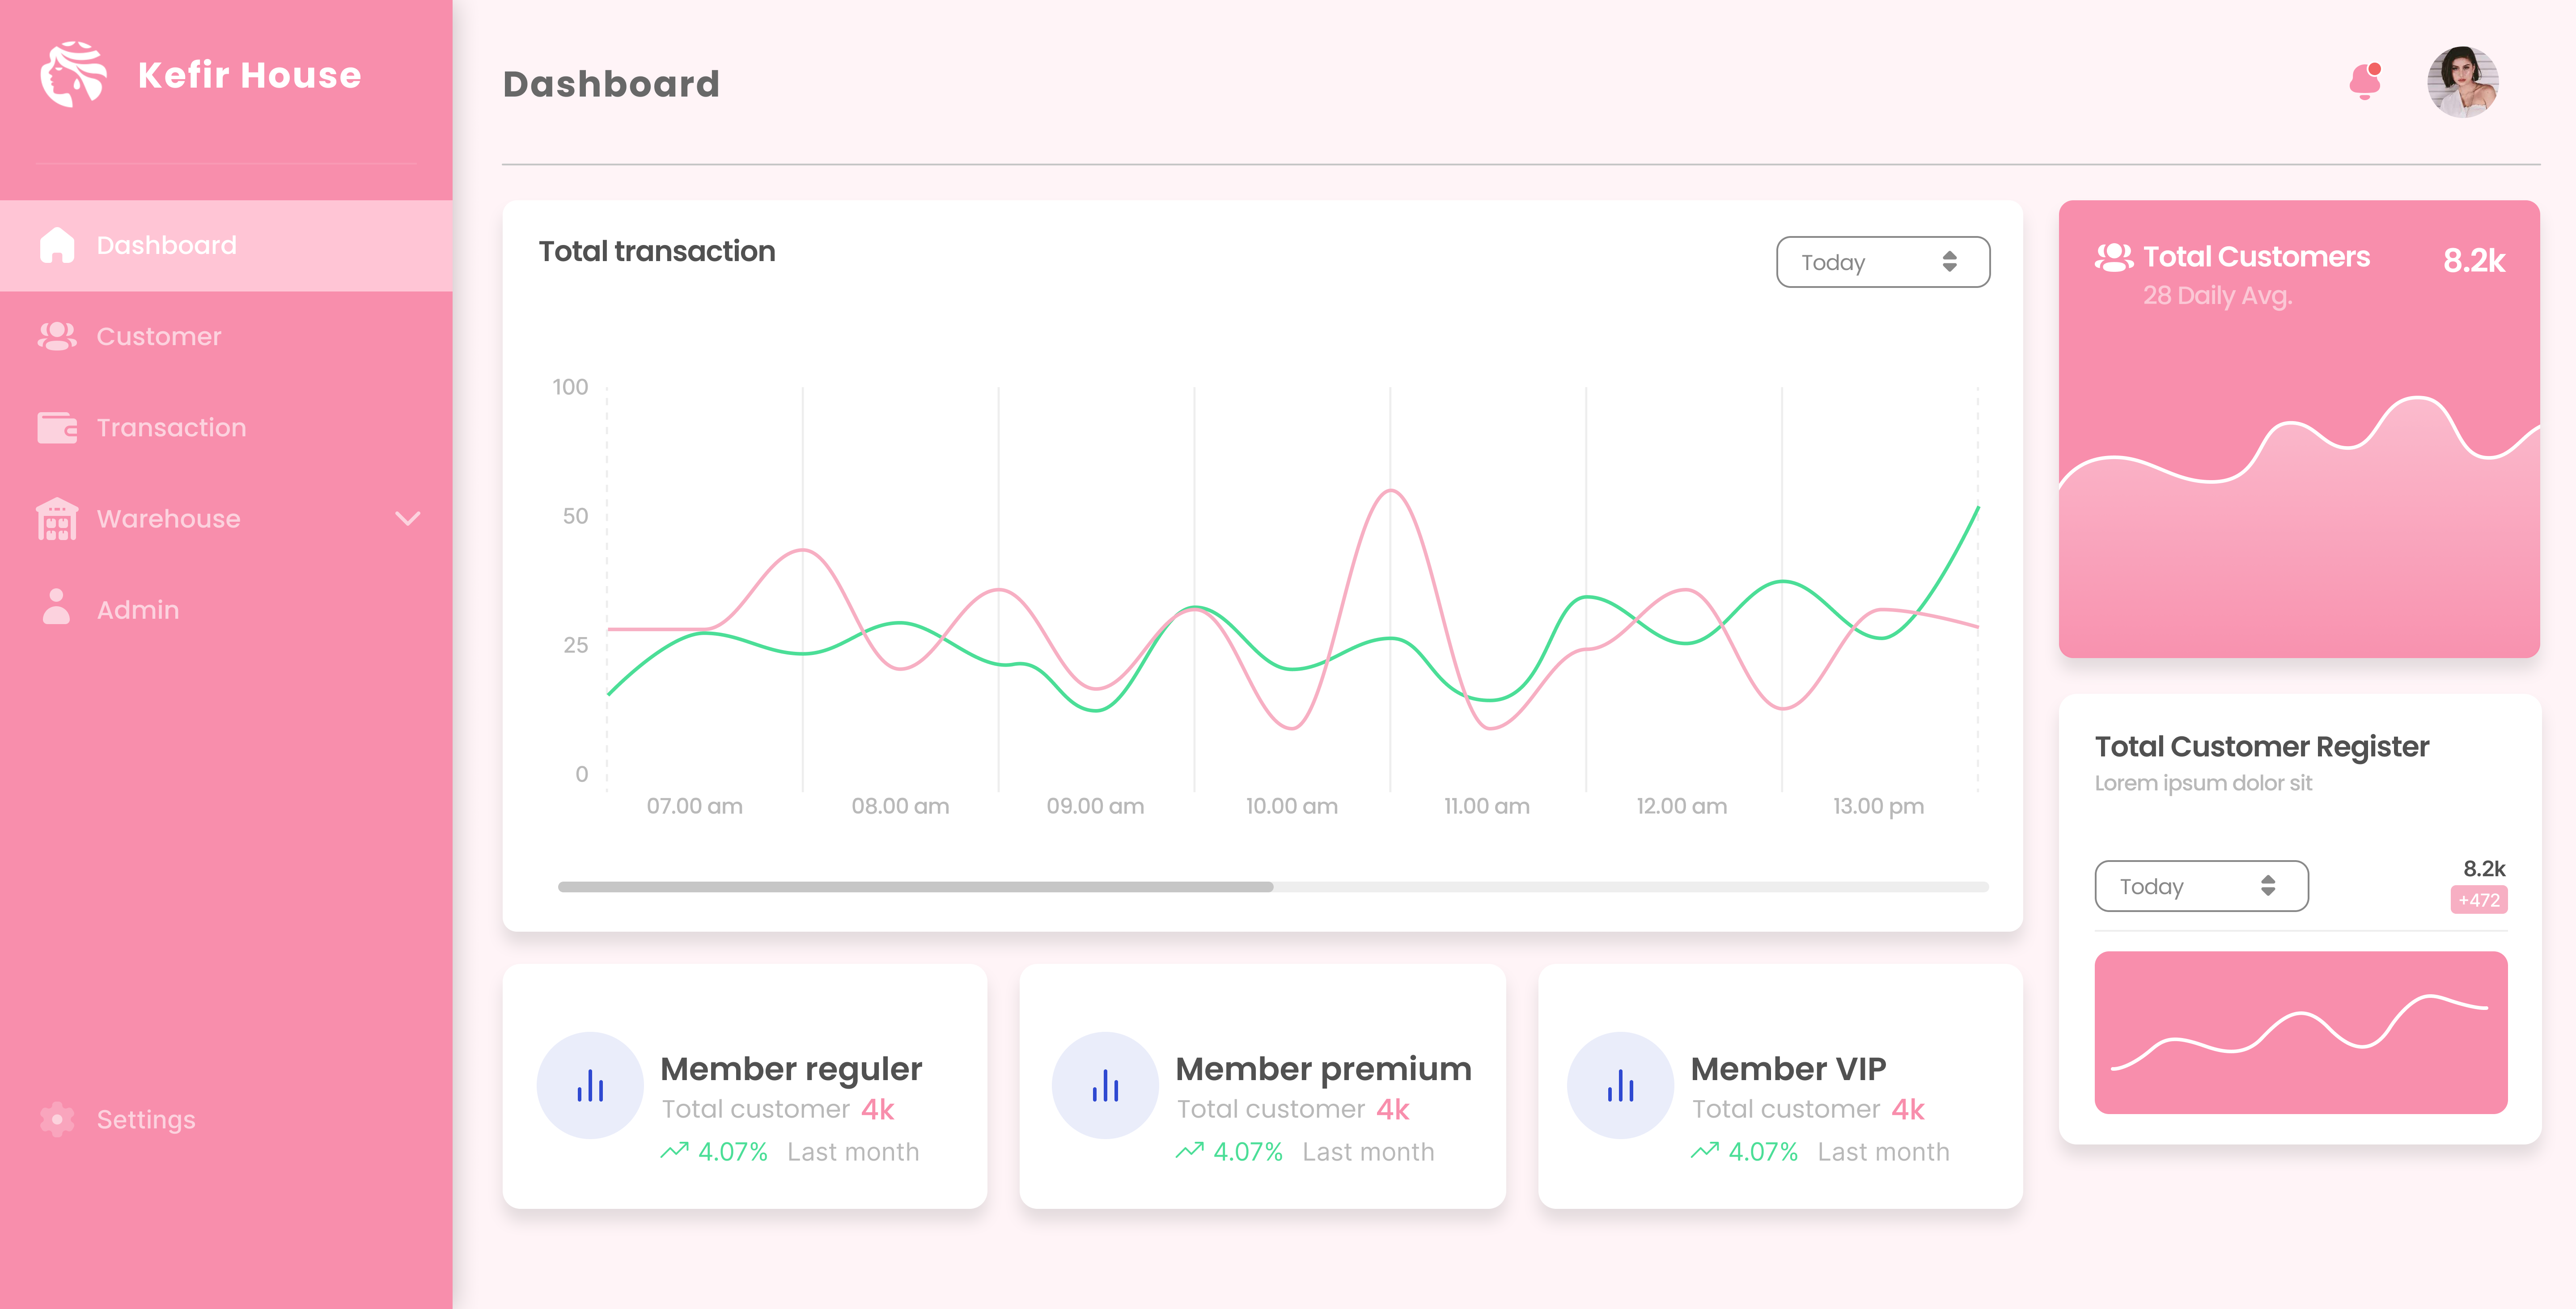 Kefir House
Dashboard
Customer
Transaction
Warehouse
Admin
Settings
Dashboard
Total transaction
Today
100
50
25
0
07.00 am 08.00 am 09.00 am 10.00 am 11.00 am 12.00 am 13.00 pm
Total Customers 8.2k
28 Daily Avg.
Total Customer Register
Lorem ipsum dolor sit
Today
8.2k
+472
Member reguler
Total customer 4k
4.07% Last month
Member premium
Total customer 4k
4.07% Last month
Member VIP
Total customer 4k
4.07% Last month